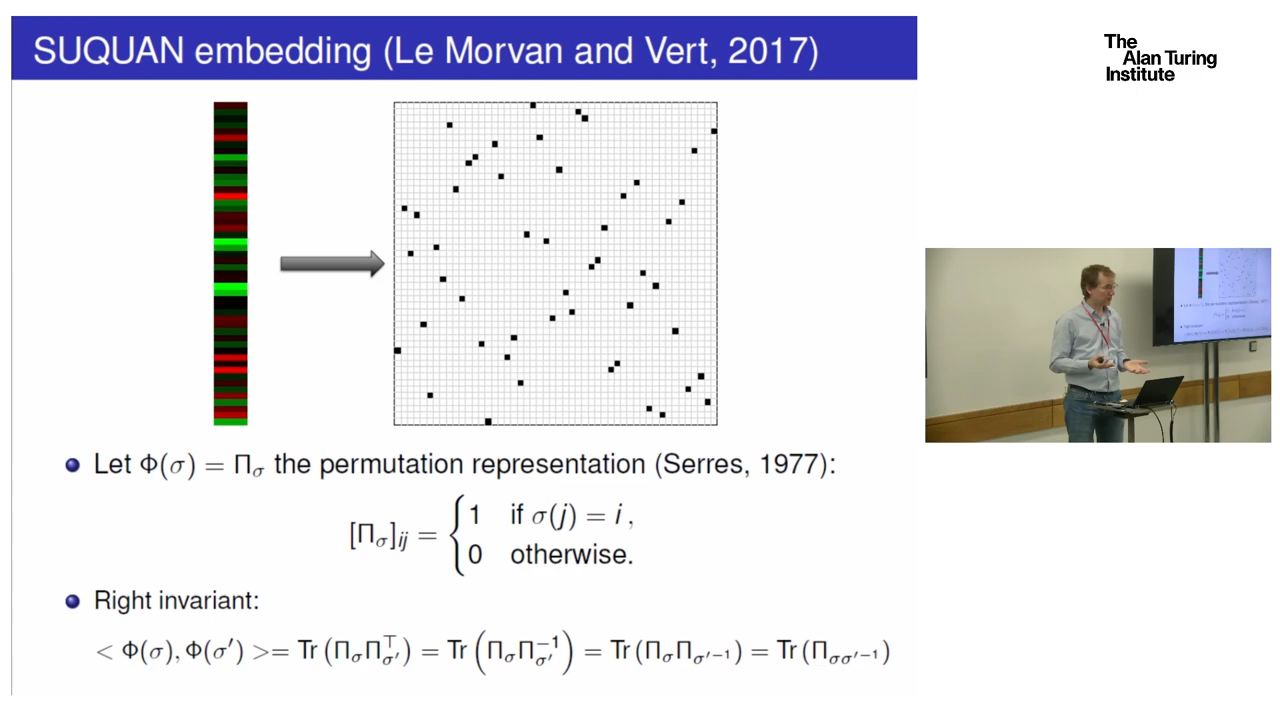 SUQUAN embedding (Le Morvan and Vert, 2017)
The
Alan Turing
Institute
Let Φ(σ) = Π_σ the permutation representation (Serres, 1977):
[Π_σ]_ij = { 1 if σ(j) = i ,
0 otherwise.
Right invariant:
< Φ(σ), Φ(σ′) >= Tr (Π_σ Π_σ′^⊤) = Tr (Π_σ Π_σ′^−1) = Tr (Π_σ Π_σ′−1) = Tr (Π_σσ′−1)